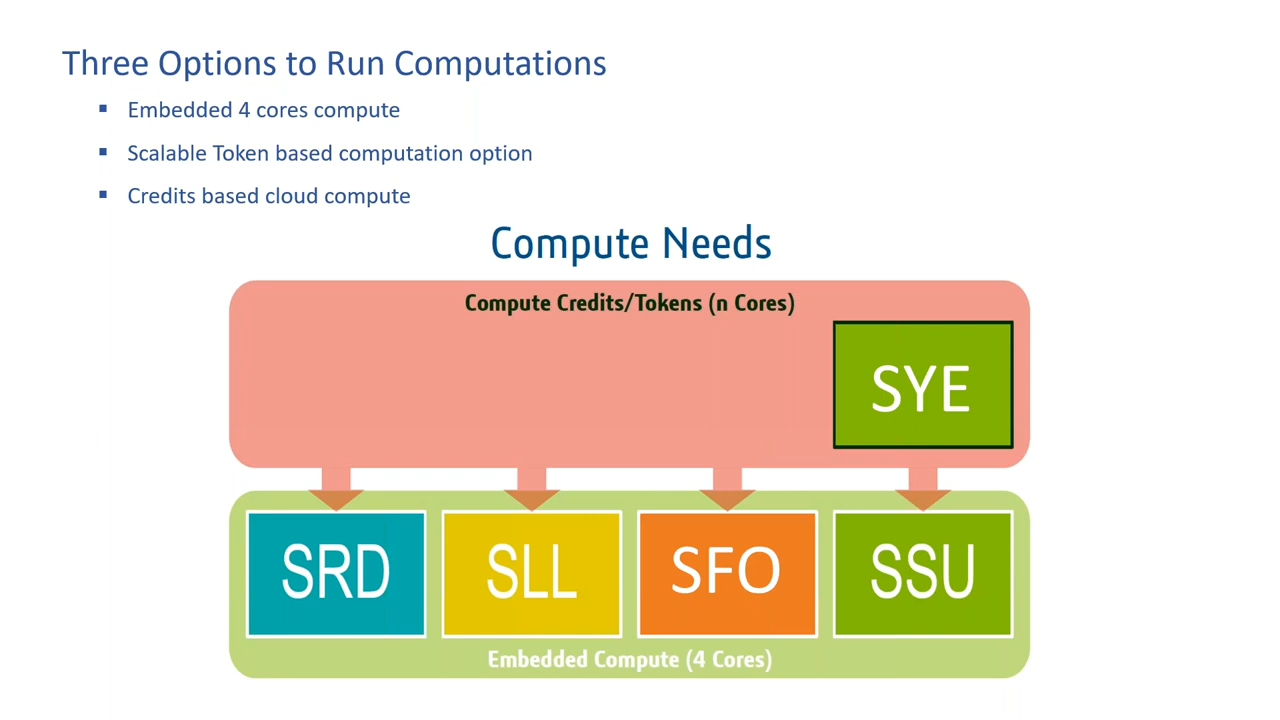 Three Options to Run Computations
Embedded 4 cores compute
Scalable Token based computation option
Credits based cloud compute
Compute Needs
Compute Credits/Tokens (n Cores)
SYE
SRD
SLL
SFO
SSU
Embedded Compute (4 Cores)